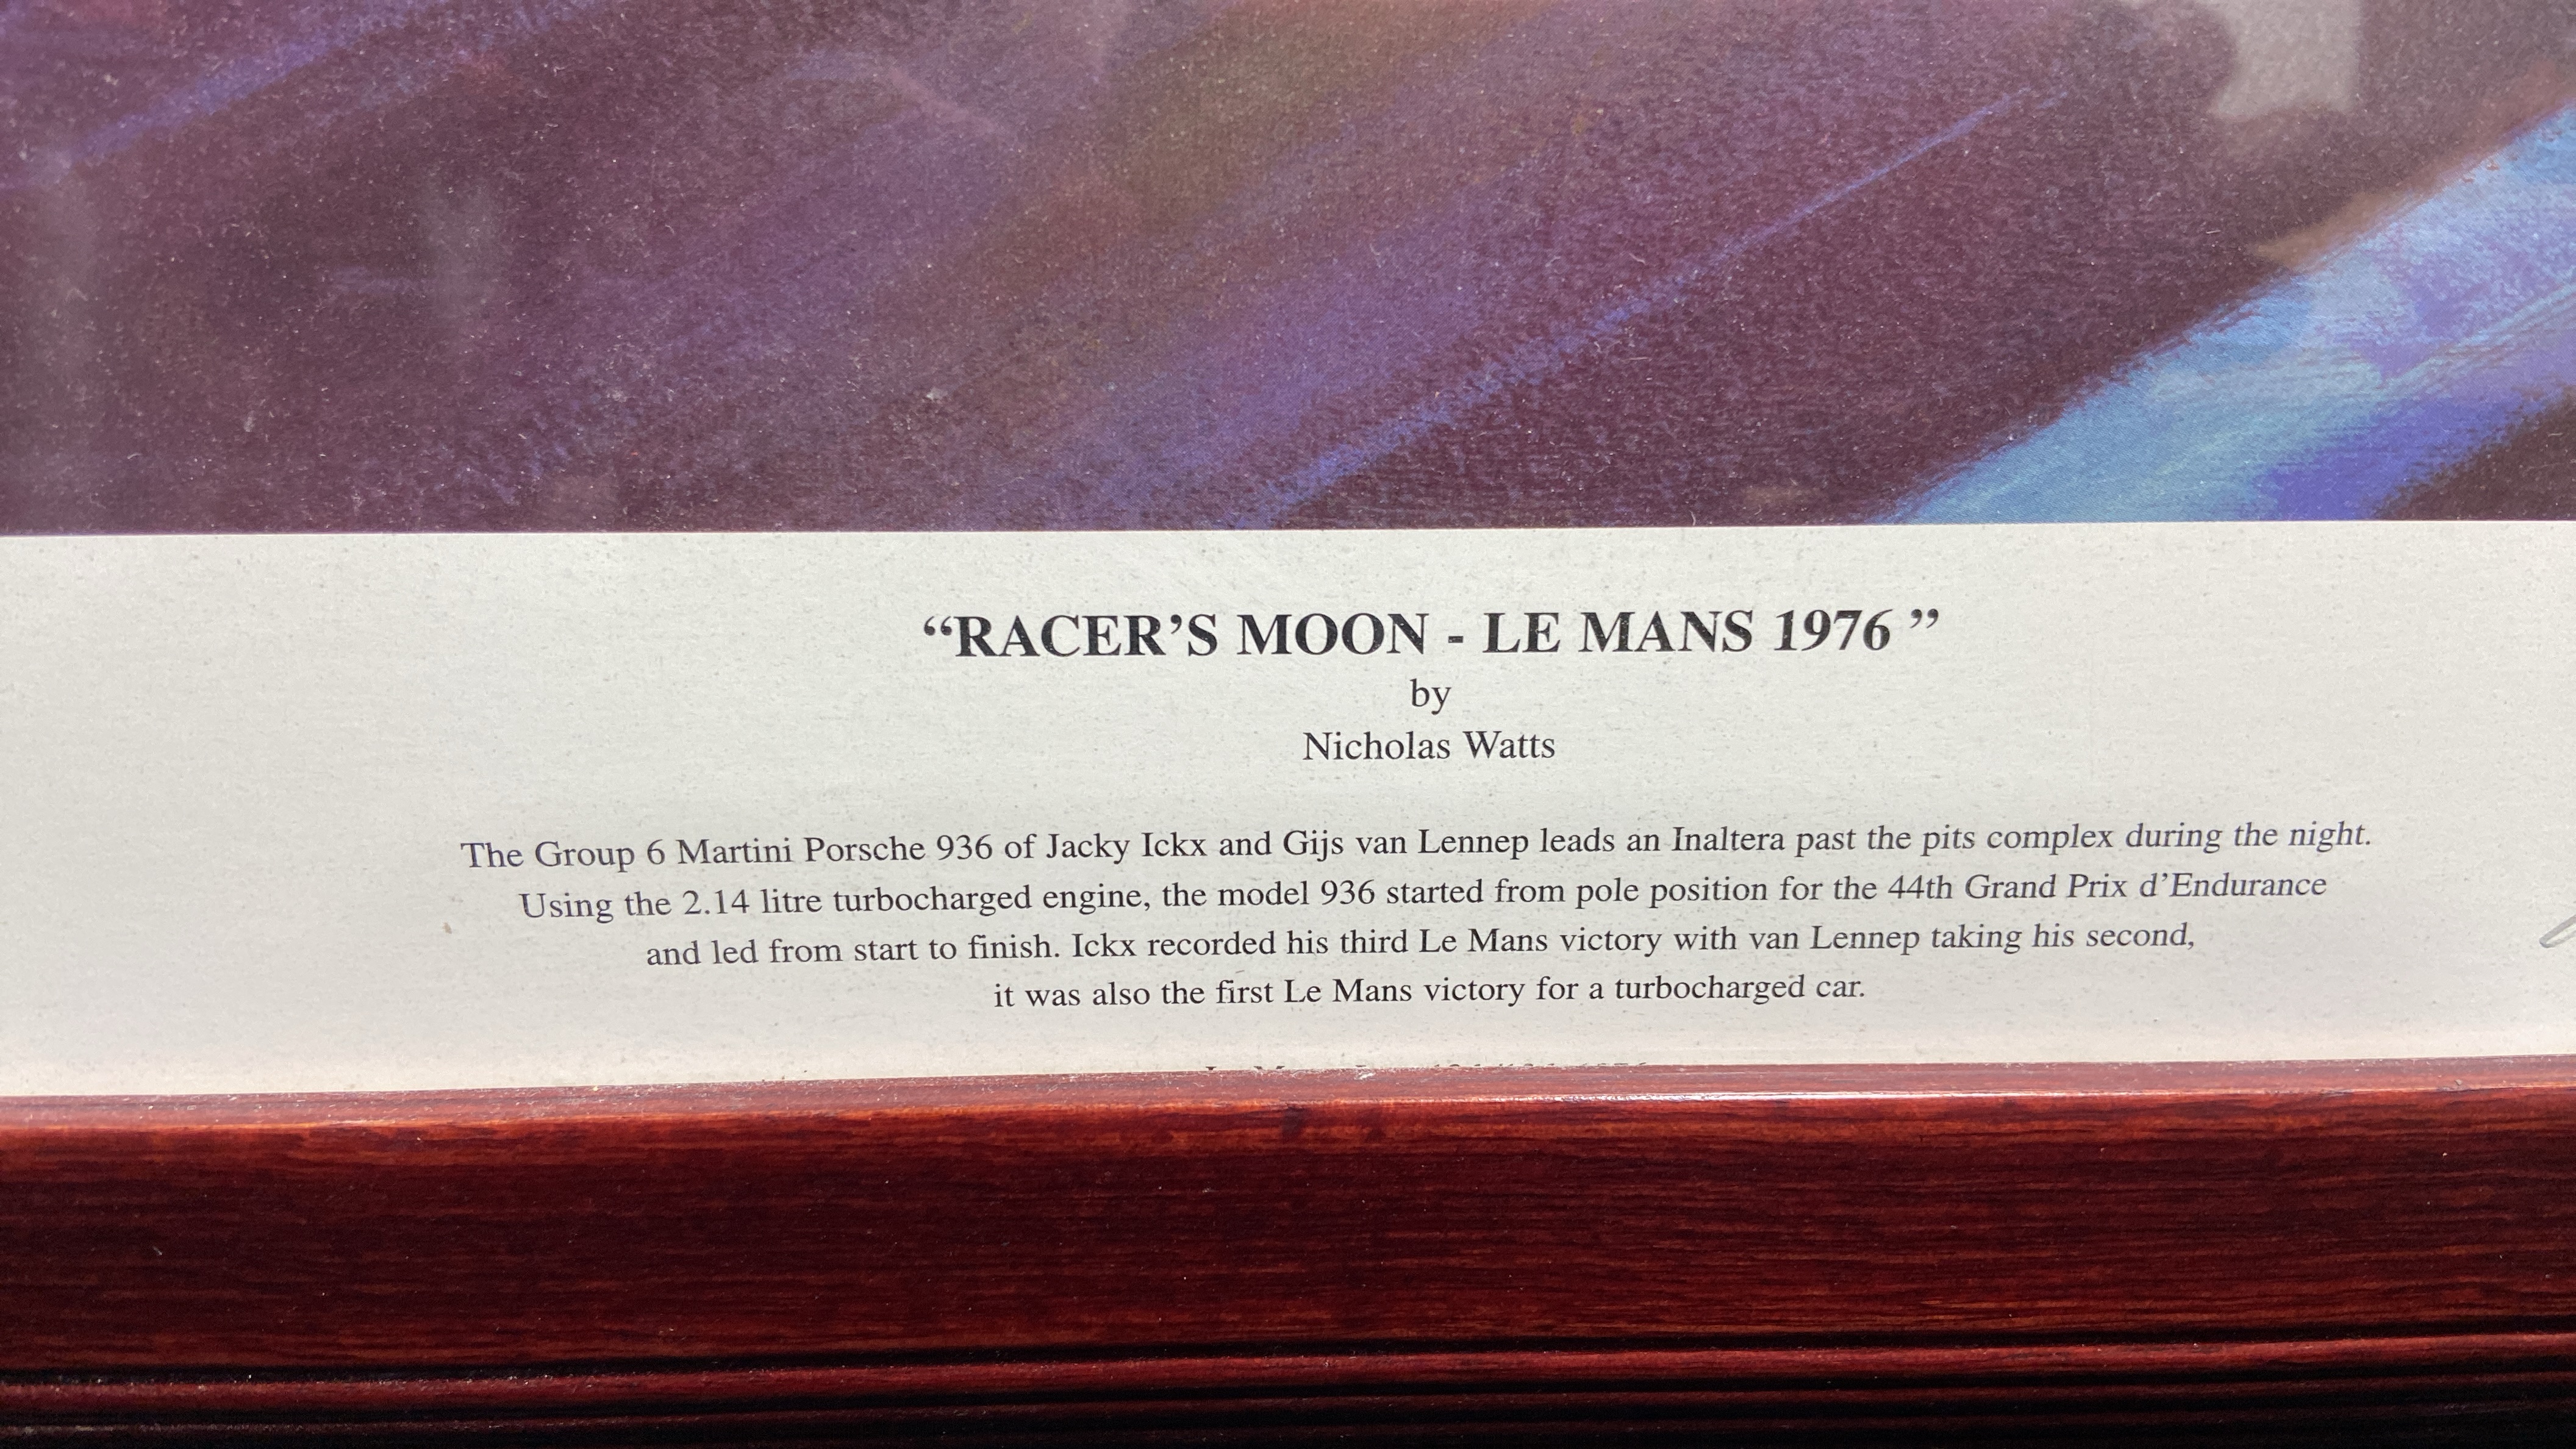 “RACER’S MOON - LE MANS 1976 ”
by
Nicholas Watts
The Group 6 Martini Porsche 936 of Jacky Ickx and Gijs van Lennep leads an Inaltera past the pits complex during the night.
Using the 2.14 litre turbocharged engine, the model 936 started from pole position for the 44th Grand Prix d’Endurance
and led from start to finish. Ickx recorded his third Le Mans victory with van Lennep taking his second,
it was also the first Le Mans victory for a turbocharged car.